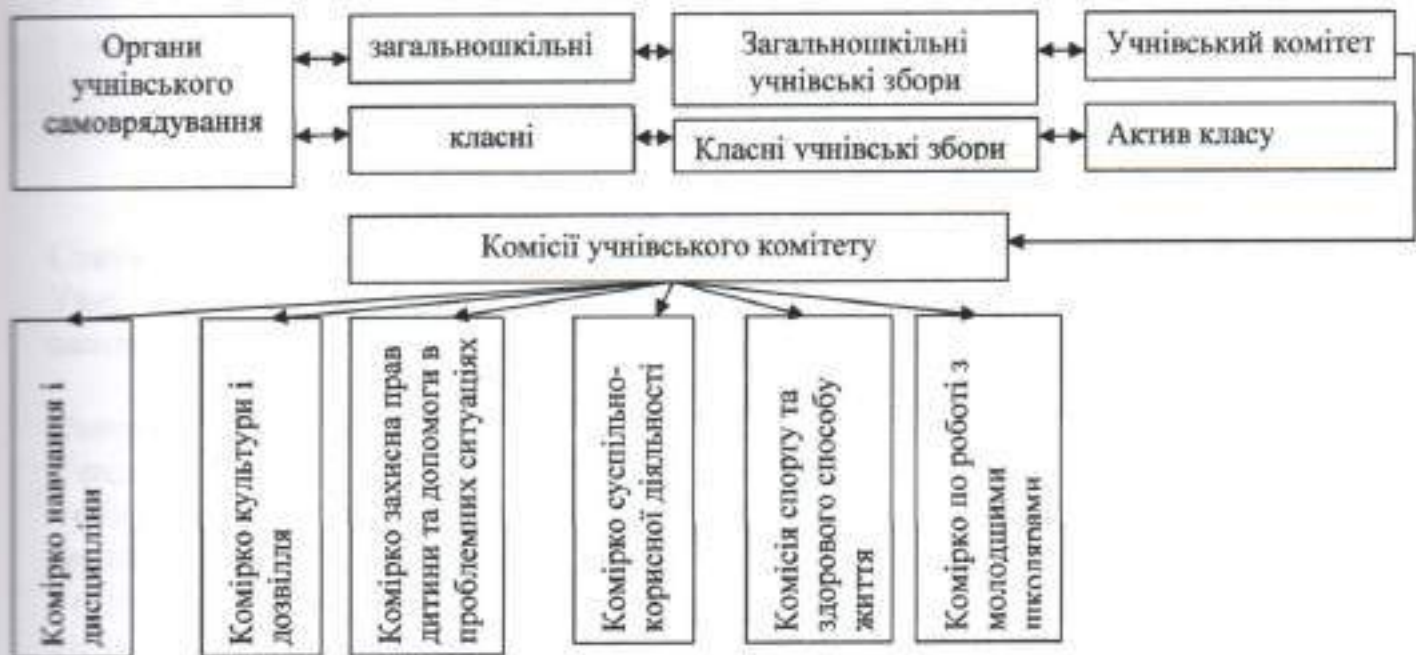 Органи
учнівського
самоврядування
загальношкільні
Загальношкільні
учнівські збори
Учнівський комітет
класні
Класні учнівські збори
Актив класу
Комісії учнівського комітету
Комірко навчання і
дисципліни
Комірко культури і
дозвілля
Комірко захисна прав
дитини та допомоги в
проблемних ситуаціях
Комірко суспільно-
корисної діяльності
Комісія спорту та
здорового способу
життя
Комірко по роботі з
молодшими
школярами